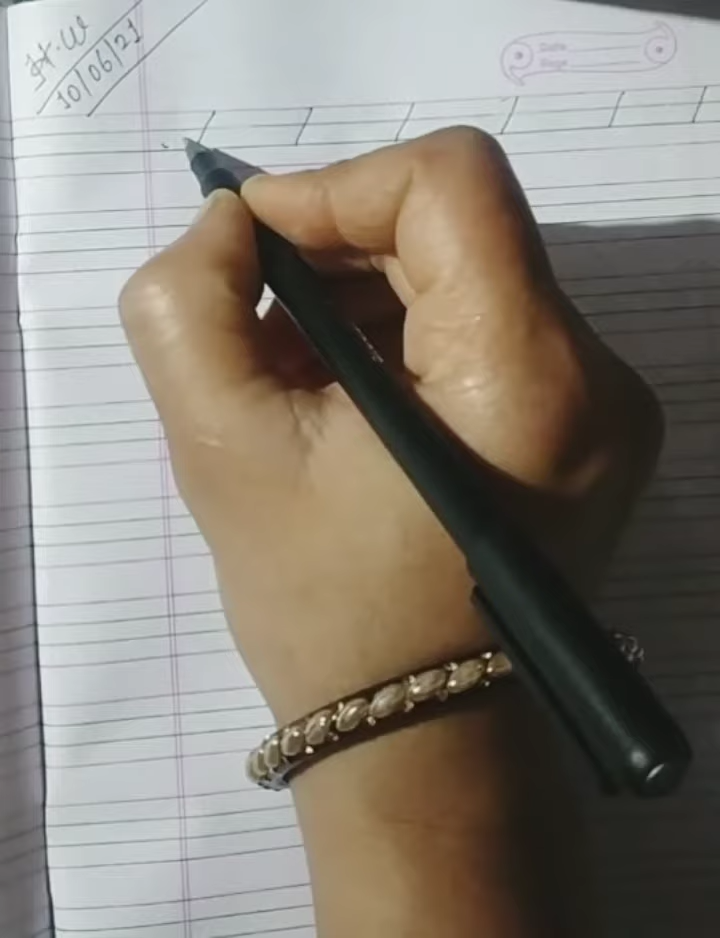 H.W
10/06/21
Date
Page
/ / / / / /